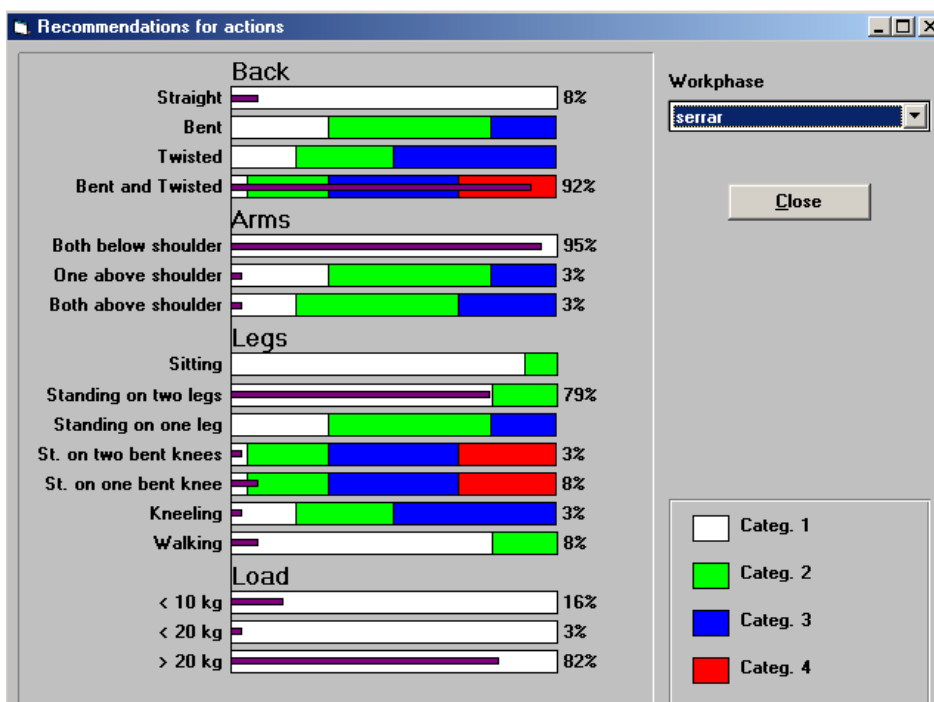 Recommendations for actions
Back
Straight 8%
Bent
Twisted
Bent and Twisted 92%
Arms
Both below shoulder 95%
One above shoulder 3%
Both above shoulder 3%
Legs
Sitting
Standing on two legs 79%
Standing on one leg
St. on two bent knees 3%
St. on one bent knee 8%
Kneeling 3%
Walking 8%
Load
< 10 kg 16%
< 20 kg 3%
> 20 kg 82%
Workphase
serrar
Close
Categ. 1
Categ. 2
Categ. 3
Categ. 4